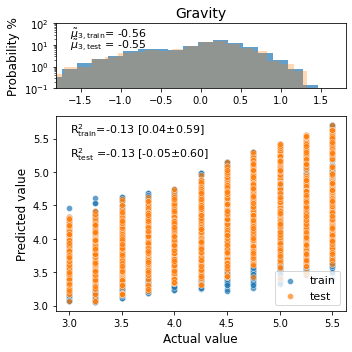 Gravity
μ̃₃,train= -0.56
μ̃₃,test = -0.55
Probability %
10² 10¹ 10⁰ 10⁻¹
−1.5 −1.0 −0.5 0.0 0.5 1.0 1.5
R²train=-0.13 [0.04±0.59]
R²test =-0.13 [-0.05±0.60]
Predicted value
5.5
5.0
4.5
4.0
3.5
3.0
train
test
3.0 3.5 4.0 4.5 5.0 5.5
Actual value